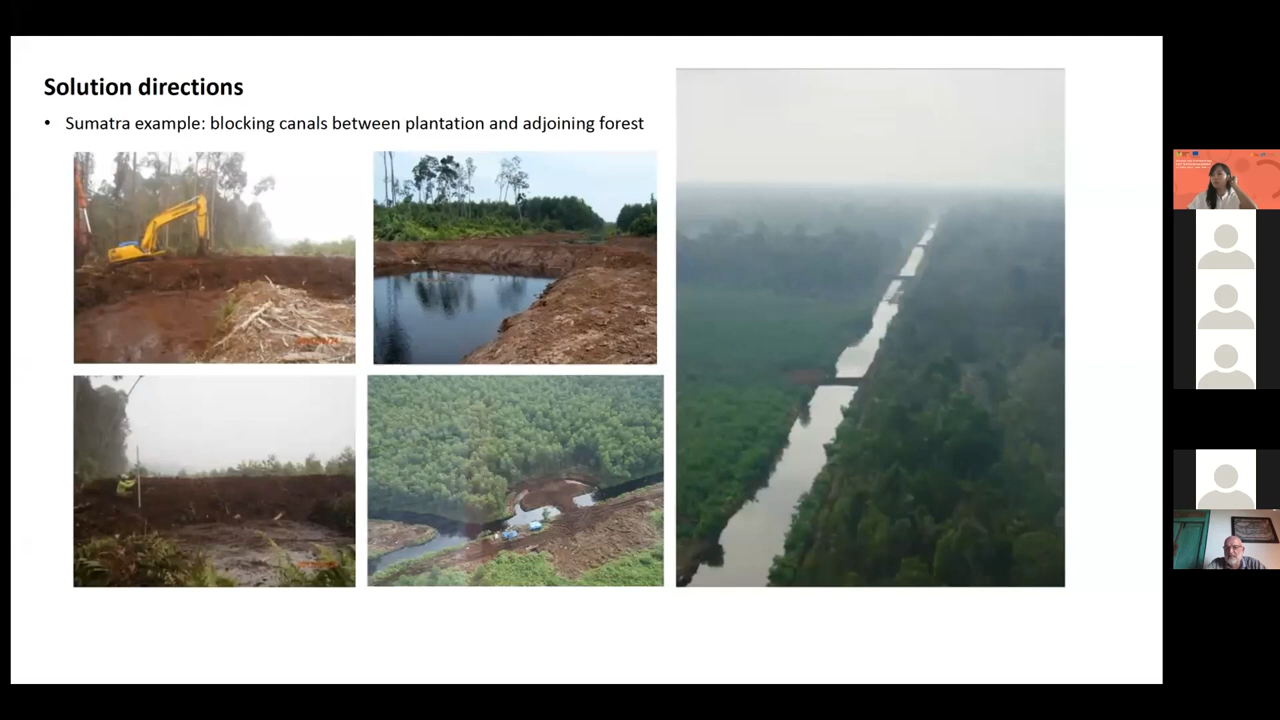 Solution directions
• Sumatra example: blocking canals between plantation and adjoining forest